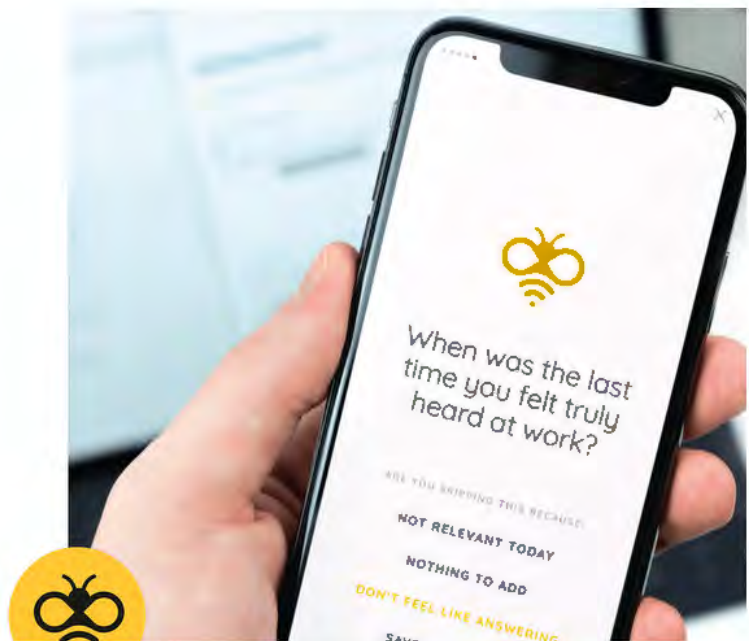 When was the last
time you felt truly
heard at work?
ARE YOU SKIPPING THIS BECAUSE:
NOT RELEVANT TODAY
NOTHING TO ADD
DON'T FEEL LIKE ANSWERING